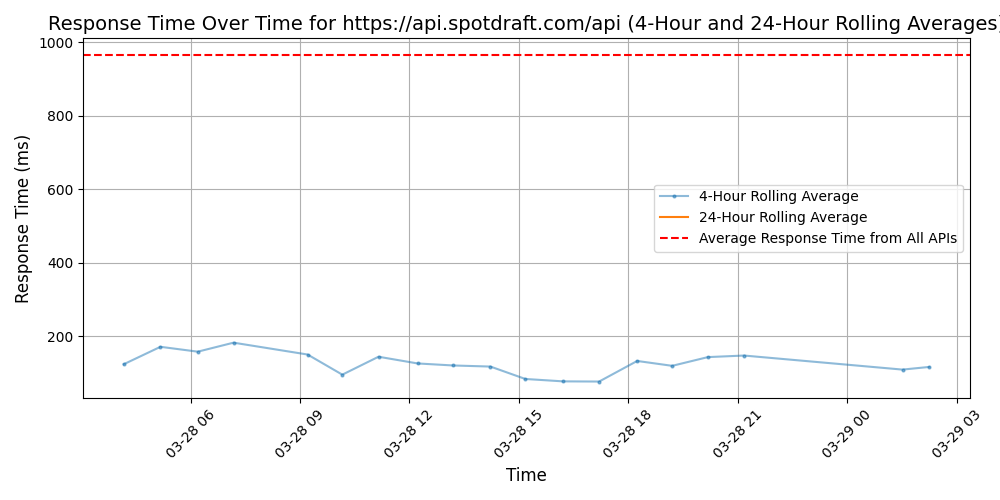 Response Time Over Time for https://api.spotdraft.com/api (4-Hour and 24-Hour Rolling Averages)
1000
800
600
400
200
Response Time (ms)
4-Hour Rolling Average
24-Hour Rolling Average
Average Response Time from All APIs
03-28 06
03-28 09
03-28 12
03-28 15
03-28 18
03-28 21
03-29 00
03-29 03
Time